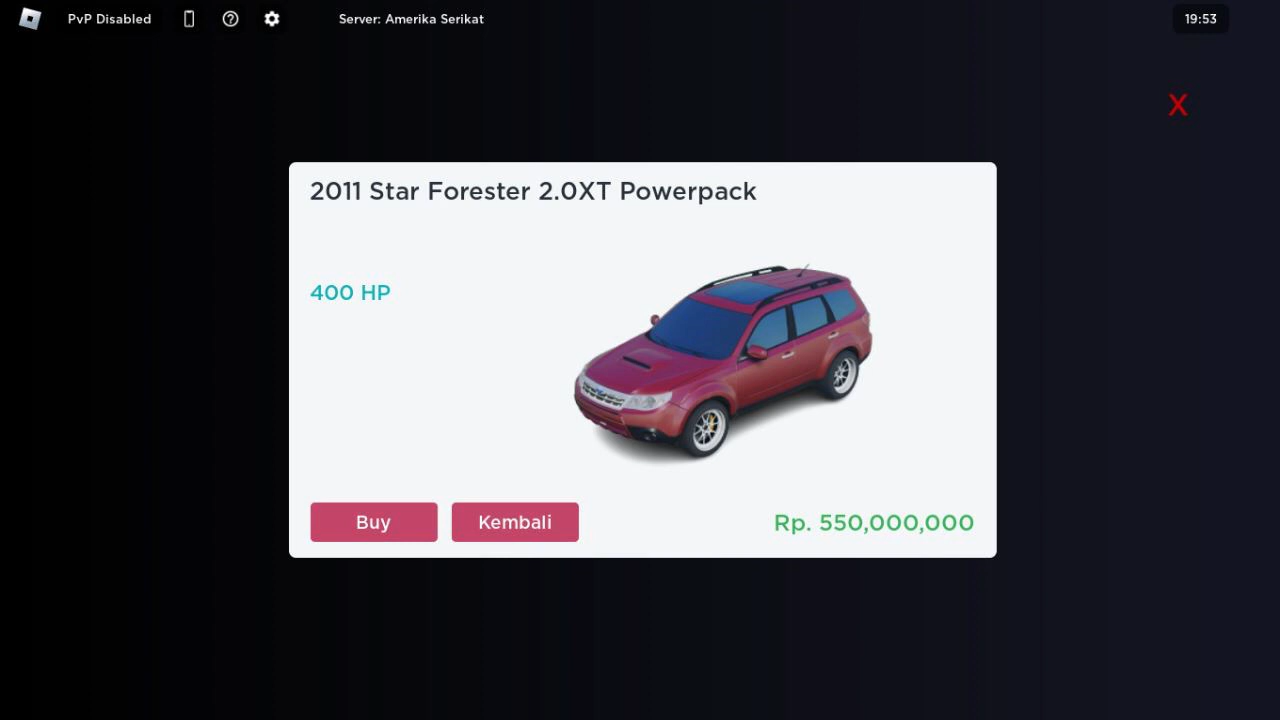 PvP Disabled
Server: Amerika Serikat
19:53
X
2011 Star Forester 2.0XT Powerpack
400 HP
Buy
Kembali
Rp. 550,000,000